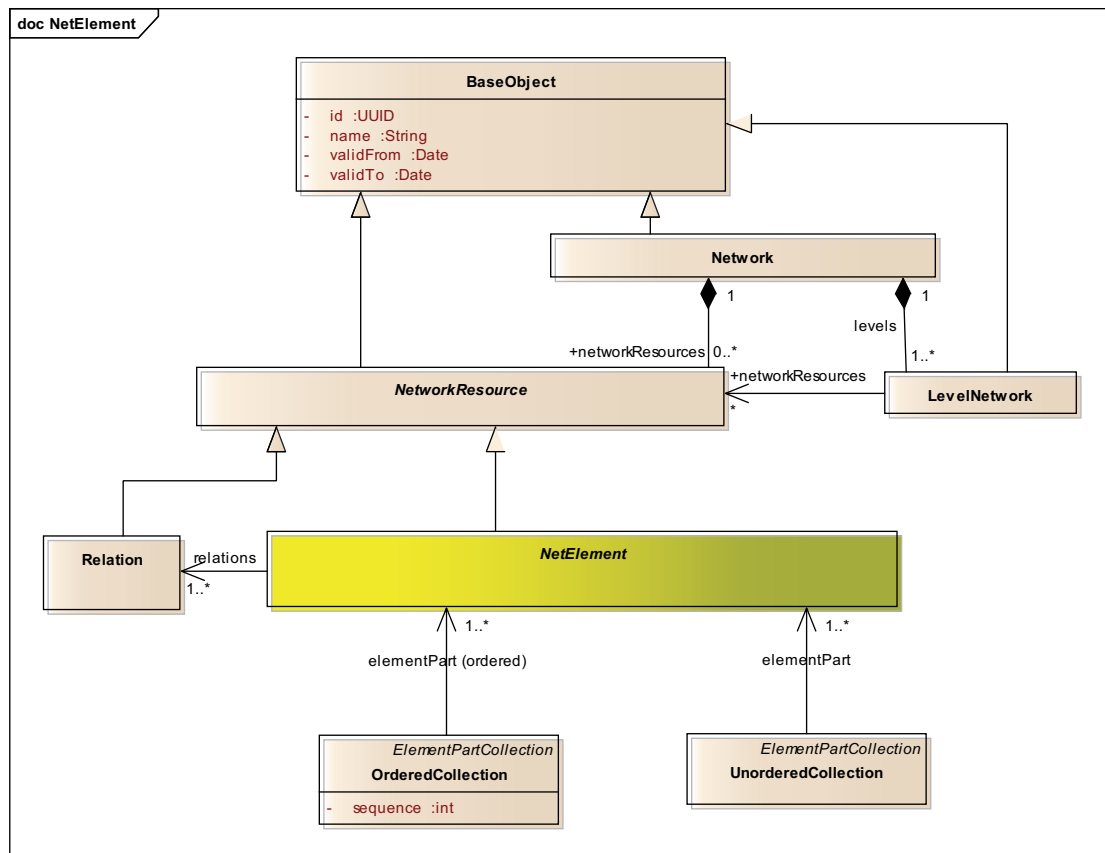 doc NetElement
BaseObject
- id :UUID
- name :String
- validFrom :Date
- validTo :Date
Network
1
1
levels
+networkResources 0..*
1..*
+networkResources
*
NetworkResource
LevelNetwork
Relation
relations
1..*
NetElement
1..*
1..*
elementPart (ordered)
elementPart
ElementPartCollection
OrderedCollection
- sequence :int
ElementPartCollection
UnorderedCollection